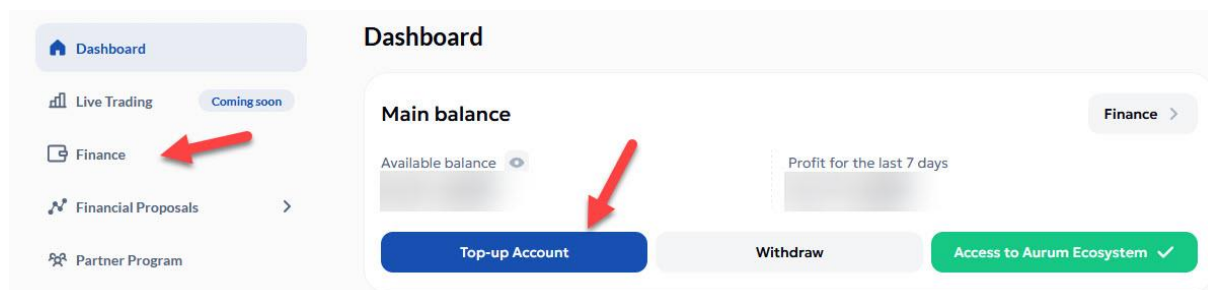 Dashboard
Live Trading
Coming soon
Finance
Financial Proposals
Partner Program
Dashboard
Main balance
Finance
Available balance
Profit for the last 7 days
Top-up Account
Withdraw
Access to Aurum Ecosystem